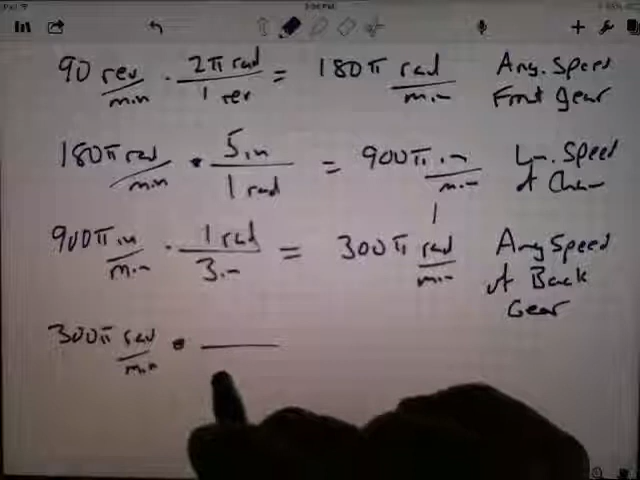 90 rev/min · 2π rad/1 rev = 180π rad/min Ang. Speed Front Gear
180π rad/min · 5 in/1 rad = 900π in/min Lin. Speed of Chain
900π in/min · 1 rad/3 in = 300π rad/min Ang Speed of Back Gear
300π rad/min ·